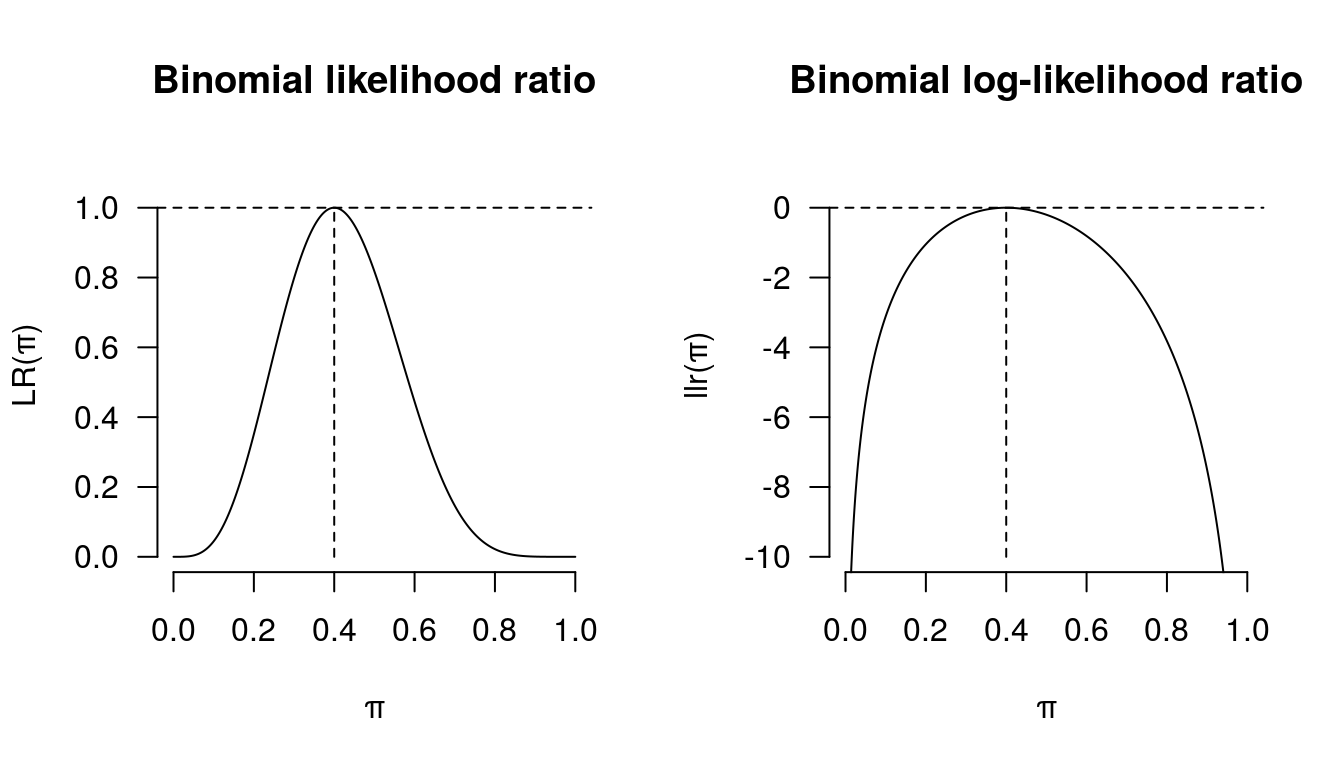 Binomial likelihood ratio
LR(π)
1.0
0.8
0.6
0.4
0.2
0.0
0.0 0.2 0.4 0.6 0.8 1.0
π
Binomial log-likelihood ratio
llr(π)
0
-2
-4
-6
-8
-10
0.0 0.2 0.4 0.6 0.8 1.0
π